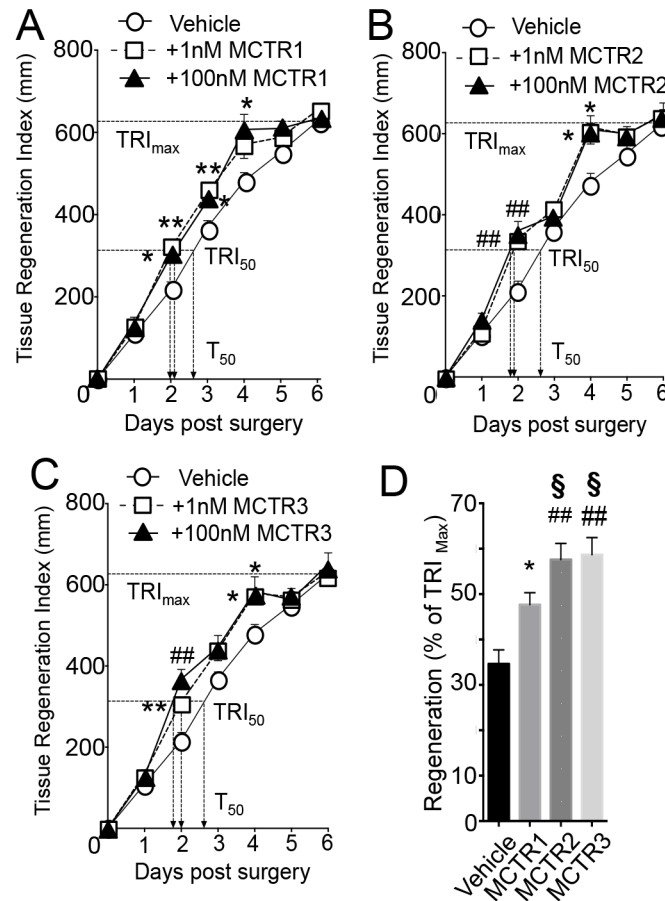 A
Vehicle
+1nM MCTR1
+100nM MCTR1
Tissue Regeneration Index (mm)
800
600
400
200
0
TRImax
TRI50
T50
*
**
**
*
*
1 2 3 4 5 6
Days post surgery
B
Vehicle
+1nM MCTR2
+100nM MCTR2
Tissue Regeneration Index (mm)
800
600
400
200
0
TRImax
TRI50
T50
*
*
##
##
1 2 3 4 5 6
Days post surgery
C
Vehicle
+1nM MCTR3
+100nM MCTR3
Tissue Regeneration Index (mm)
800
600
400
200
0
TRImax
TRI50
T50
*
*
##
**
1 2 3 4 5 6
Days post surgery
D
Regeneration (% of TRI Max)
70
50
30
10
0
*
§
##
§
##
Vehicle
MCTR1
MCTR2
MCTR3